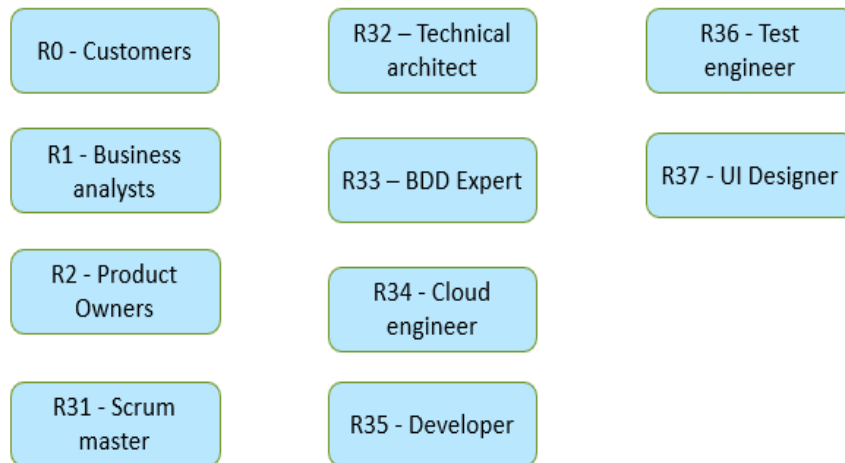 R0 - Customers
R1 - Business
analysts
R2 - Product
Owners
R31 - Scrum
master
R32 – Technical
architect
R33 – BDD Expert
R34 - Cloud
engineer
R35 - Developer
R36 - Test
engineer
R37 - UI Designer